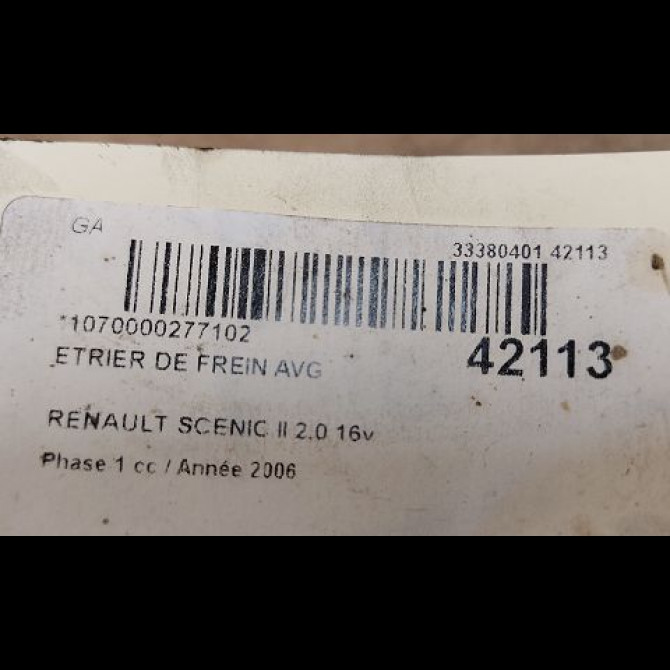 GA
33380401 42113
*1070000277102
42113
ETRIER DE FREIN AVG
RENAULT SCENIC II 2.0 16v
Phase 1 cc / Année 2006